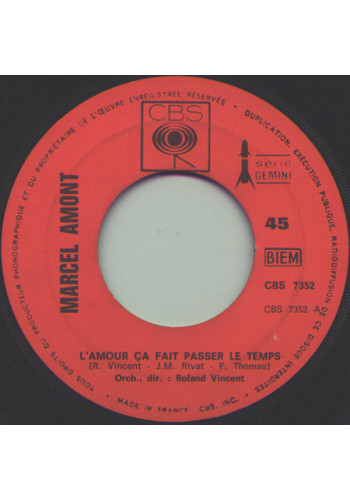 TOUS DROITS DU PRODUCTEUR PHONOGRAPHIQUE ET DU PROPRIÉTAIRE DE L'ŒUVRE ENREGISTRÉE RÉSERVÉS • DUPLICATION, EXÉCUTION PUBLIQUE, RADIODIFFUSION DE CE DISQUE INTERDITES
CBS
série
GEMINI
MARCEL AMONT
45
BIEM
CBS 7352
CBS 7352 A
L'AMOUR ÇA FAIT PASSER LE TEMPS
(R. Vincent - J.M. Rivat - F. Thomas)
Orch., dir. : Roland Vincent
MADE IN FRANCE CBS, INC.